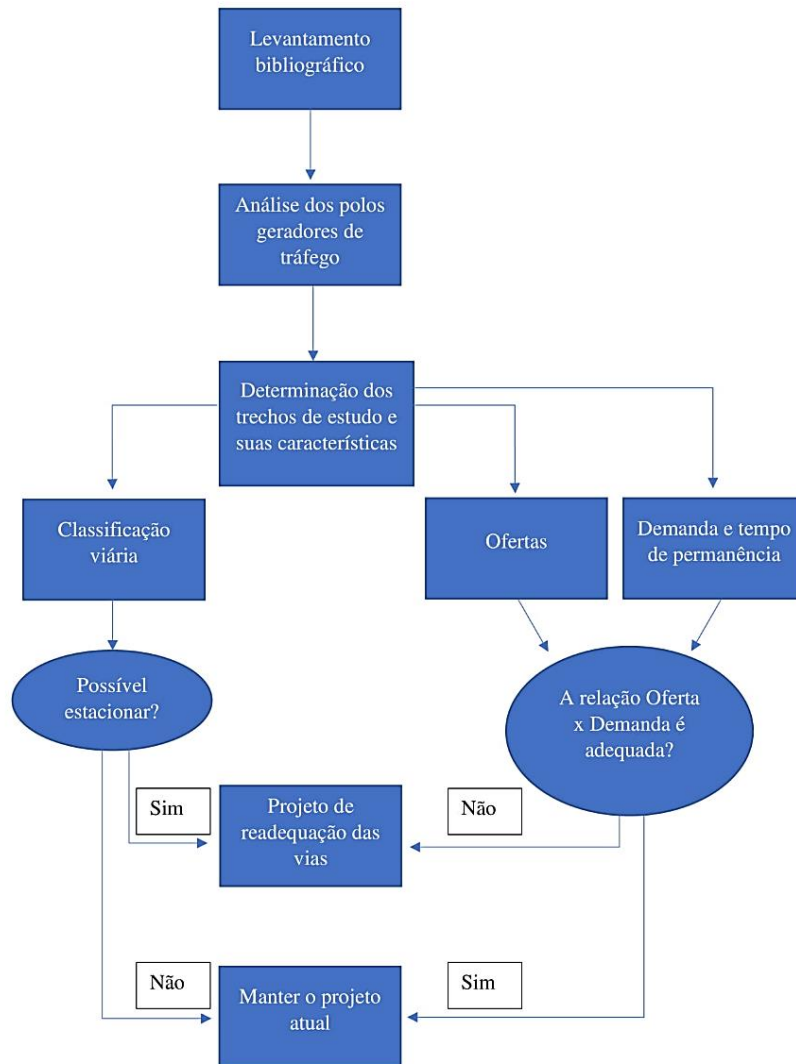 Levantamento
bibliográfico
Análise dos polos
geradores de
tráfego
Determinação dos
trechos de estudo e
suas características
Classificação
viária
Ofertas
Demanda e tempo
de permanência
Possível
estacionar?
A relação Oferta
x Demanda é
adequada?
Sim
Projeto de
readequação das
vias
Não
Não
Manter o projeto
atual
Sim